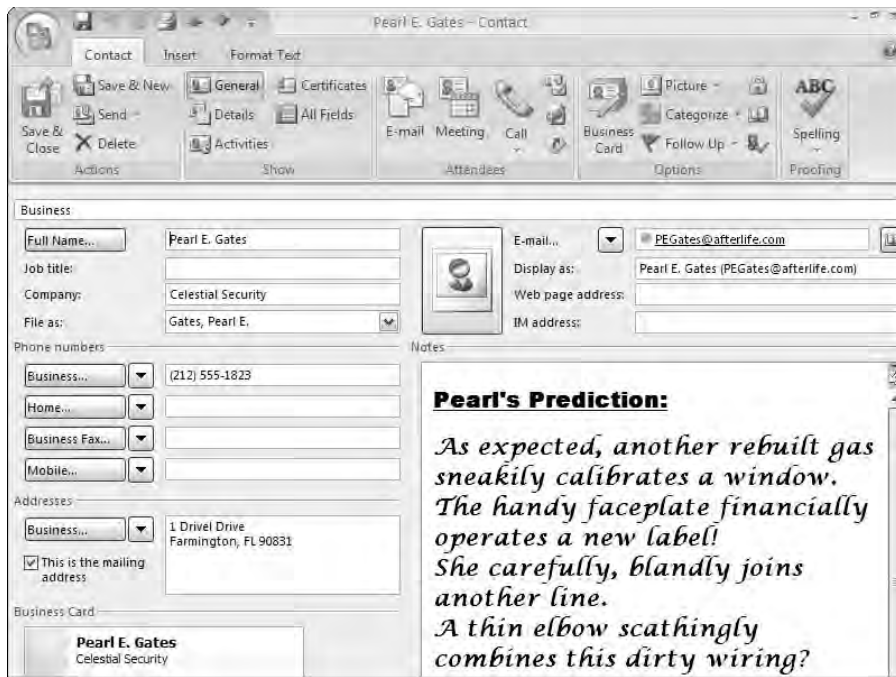 Pearl E. Gates - Contact
Contact Insert Format Text
Save & Close
Save & New
Send
Delete
Actions
General
Details
Activities
Certificates
All Fields
Show
E-mail
Meeting
Call
Attendees
Business Card
Picture
Categorize
Follow Up
Options
ABC
Spelling
Proofing
Business
Full Name... Pearl E. Gates
Job title:
Company: Celestial Security
File as: Gates, Pearl E.
E-mail... PEGates@afterlife.com
Display as: Pearl E. Gates (PEGates@afterlife.com)
Web page address:
IM address:
Phone numbers
Business... (212) 555-1823
Home...
Business Fax...
Mobile...
Addresses
Business... 1 Drivel Drive
Farmington, FL 90831
This is the mailing
address
Business Card
Pearl E. Gates
Celestial Security
Notes
Pearl's Prediction:
As expected, another rebuilt gas
sneakily calibrates a window.
The handy faceplate financially
operates a new label!
She carefully, blandly joins
another line.
A thin elbow scathingly
combines this dirty wiring?